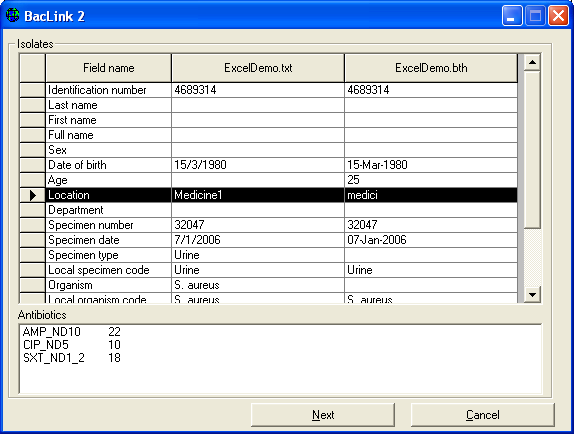 BacLink 2
Isolates
Field name ExcelDemo.txt ExcelDemo.bth
Identification number 4689314 4689314
Last name
First name
Full name
Sex
Date of birth 15/3/1980 15-Mar-1980
Age 25
Location Medicine1 medici
Department
Specimen number 32047 32047
Specimen date 7/1/2006 07-Jan-2006
Specimen type Urine
Local specimen code Urine Urine
Organism S. aureus
Local organism code S. aureus S. aureus
Antibiotics
AMP_ND10 22
CIP_ND5 10
SXT_ND1_2 18
Next Cancel